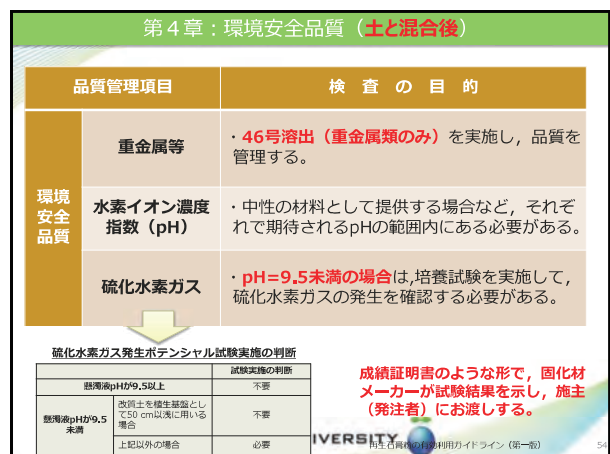 第４章：環境安全品質（土と混合後）
品質管理項目
検 査 の 目 的
環境
安全
品質
重金属等
・46号溶出（重金属類のみ）を実施し，品質を
管理する。
水素イオン濃度
指数（pH）
・中性の材料として提供する場合など，それぞ
れで期待されるpHの範囲内にある必要がある。
硫化水素ガス
・pH=9.5未満の場合は,培養試験を実施して，
硫化水素ガスの発生を確認する必要がある。
硫化水素ガス発生ポテンシャル試験実施の判断
試験実施の判断
懸濁液pHが9.5以上
不要
懸濁液pHが9.5
未満
改質土を植生基盤とし
て50 cm以浅に用いる
場合
不要
上記以外の場合
必要
成績証明書のような形で，固化材
メーカーが試験結果を示し，施主
（発注者）にお渡しする。
IVERSITY
再生石膏粉の有効利用ガイドライン（第一版）
54